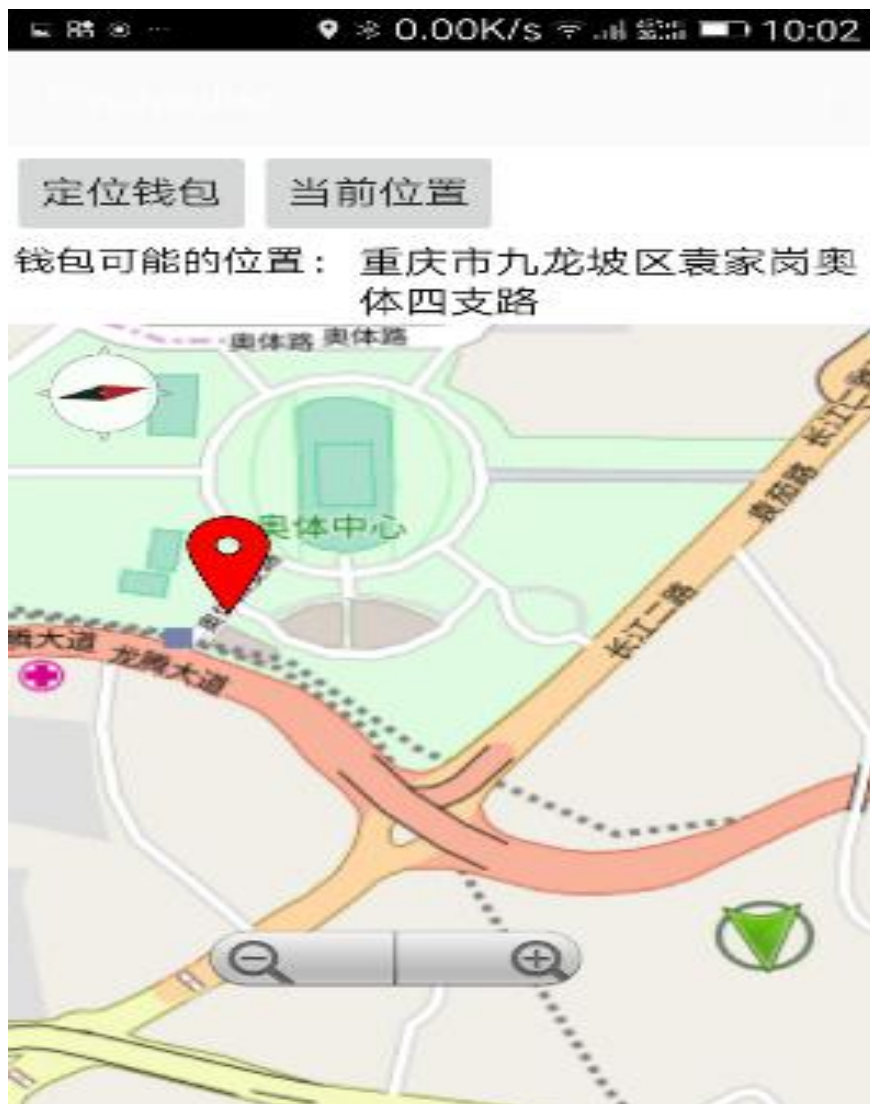 0.00K/s 10:02
定位钱包 当前位置
钱包可能的位置： 重庆市九龙坡区袁家岗奥
体四支路
奥体路 奥体路
长江二
袁茄路
奥体中心
长江二路
腾大道 龙腾大道